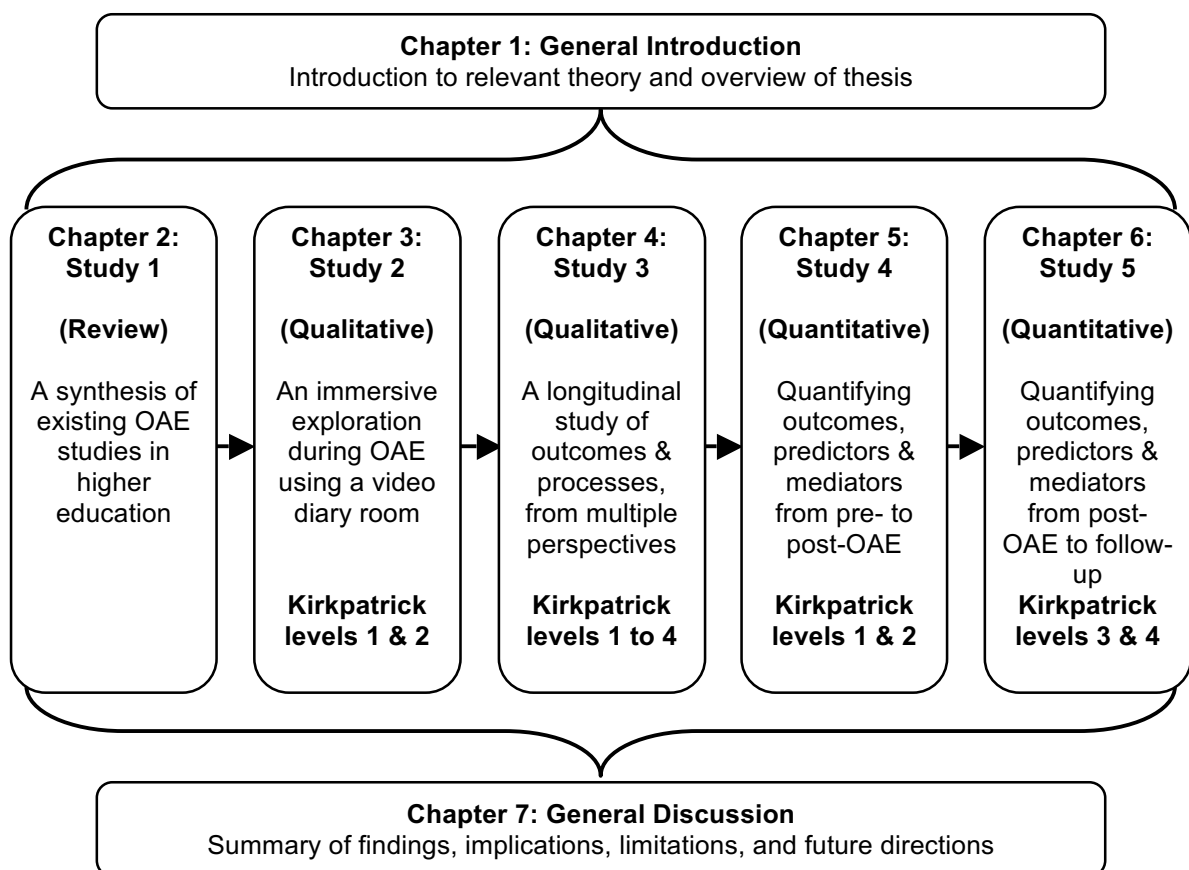 Chapter 1: General Introduction
Introduction to relevant theory and overview of thesis
Chapter 2:
Study 1
(Review)
A synthesis of
existing OAE
studies in
higher
education
Chapter 3:
Study 2
(Qualitative)
An immersive
exploration
during OAE
using a video
diary room
Kirkpatrick
levels 1 & 2
Chapter 4:
Study 3
(Qualitative)
A longitudinal
study of
outcomes &
processes,
from multiple
perspectives
Kirkpatrick
levels 1 to 4
Chapter 5:
Study 4
(Quantitative)
Quantifying
outcomes,
predictors &
mediators
from pre- to
post-OAE
Kirkpatrick
levels 1 & 2
Chapter 6:
Study 5
(Quantitative)
Quantifying
outcomes,
predictors &
mediators
from post-
OAE to follow-
up
Kirkpatrick
levels 3 & 4
Chapter 7: General Discussion
Summary of findings, implications, limitations, and future directions